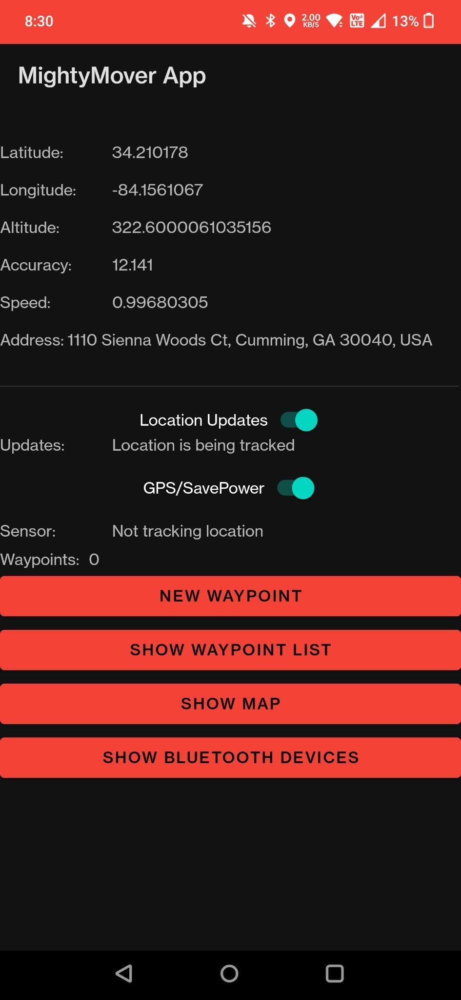 8:30 2.00 KB/S Vo LTE 13%
MightyMover App
Latitude: 34.210178
Longitude: -84.1561067
Altitude: 322.6000061035156
Accuracy: 12.141
Speed: 0.99680305
Address: 1110 Sienna Woods Ct, Cumming, GA 30040, USA
Location Updates
Updates: Location is being tracked
GPS/SavePower
Sensor: Not tracking location
Waypoints: 0
NEW WAYPOINT
SHOW WAYPOINT LIST
SHOW MAP
SHOW BLUETOOTH DEVICES